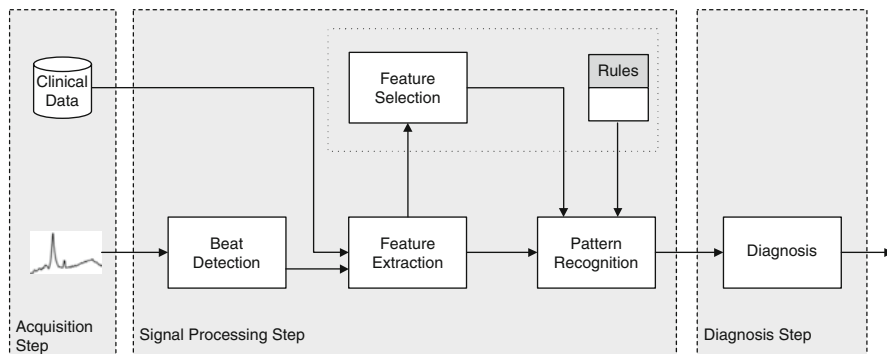 Clinical
Data
Feature
Selection
Rules
Beat
Detection
Feature
Extraction
Pattern
Recognition
Diagnosis
Acquisition
Step
Signal Processing Step
Diagnosis Step